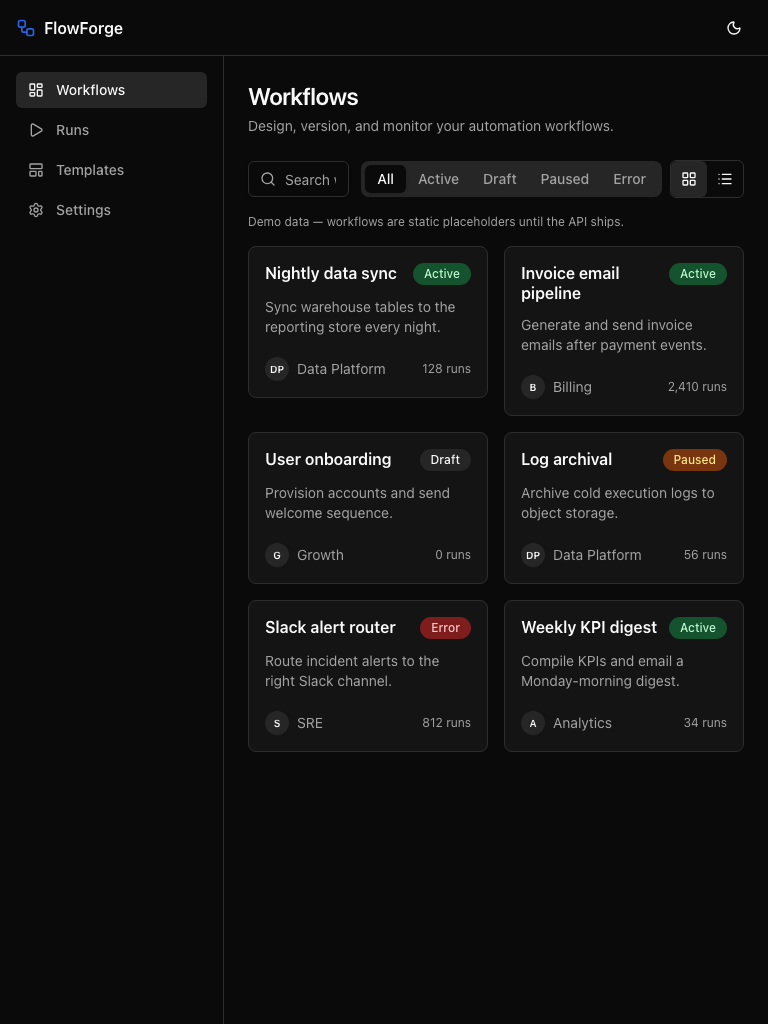 FlowForge
Workflows
Runs
Templates
Settings
Workflows
Design, version, and monitor your automation workflows.
Search
All
Active
Draft
Paused
Error
Demo data — workflows are static placeholders until the API ships.
Nightly data sync
Active
Sync warehouse tables to the
reporting store every night.
DP
Data Platform
128 runs
Invoice email
pipeline
Active
Generate and send invoice
emails after payment events.
B
Billing
2,410 runs
User onboarding
Draft
Provision accounts and send
welcome sequence.
G
Growth
0 runs
Log archival
Paused
Archive cold execution logs to
object storage.
DP
Data Platform
56 runs
Slack alert router
Error
Route incident alerts to the
right Slack channel.
S
SRE
812 runs
Weekly KPI digest
Active
Compile KPIs and email a
Monday-morning digest.
A
Analytics
34 runs